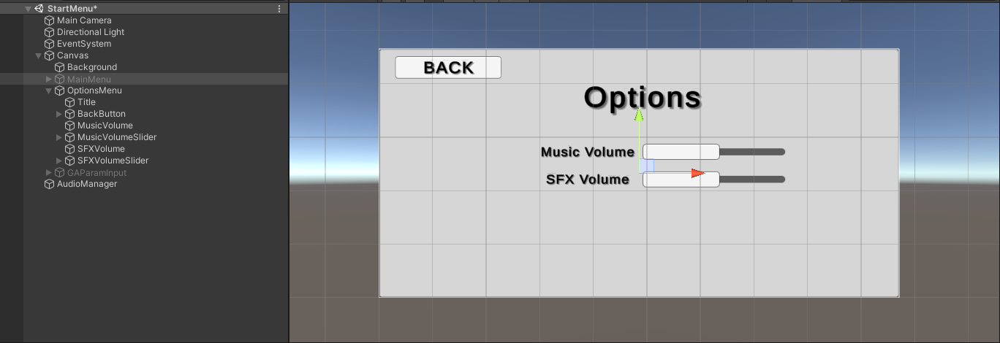 StartMenu*
Main Camera
Directional Light
EventSystem
Canvas
Background
MainMenu
OptionsMenu
Title
BackButton
MusicVolume
MusicVolumeSlider
SFXVolume
SFXVolumeSlider
GAParamInput
AudioManager
BACK
Options
Music Volume
SFX Volume